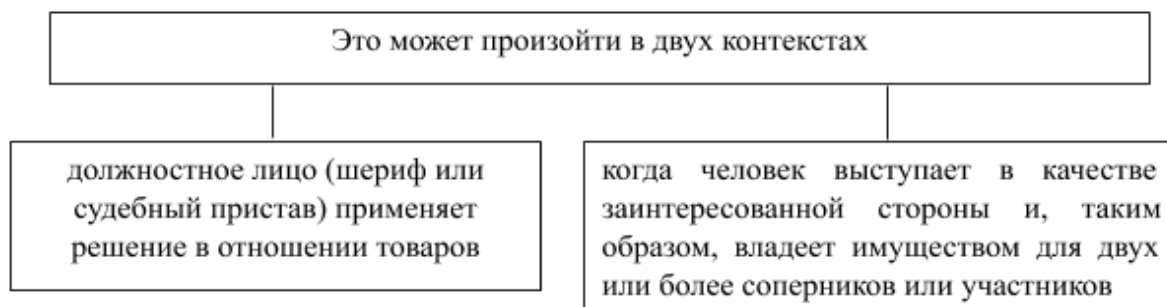 Это может произойти в двух контекстах
должностное лицо (шериф или
судебный пристав) применяет
решение в отношении товаров
когда человек выступает в качестве
заинтересованной стороны и, таким
образом, владеет имуществом для двух
или более соперников или участников